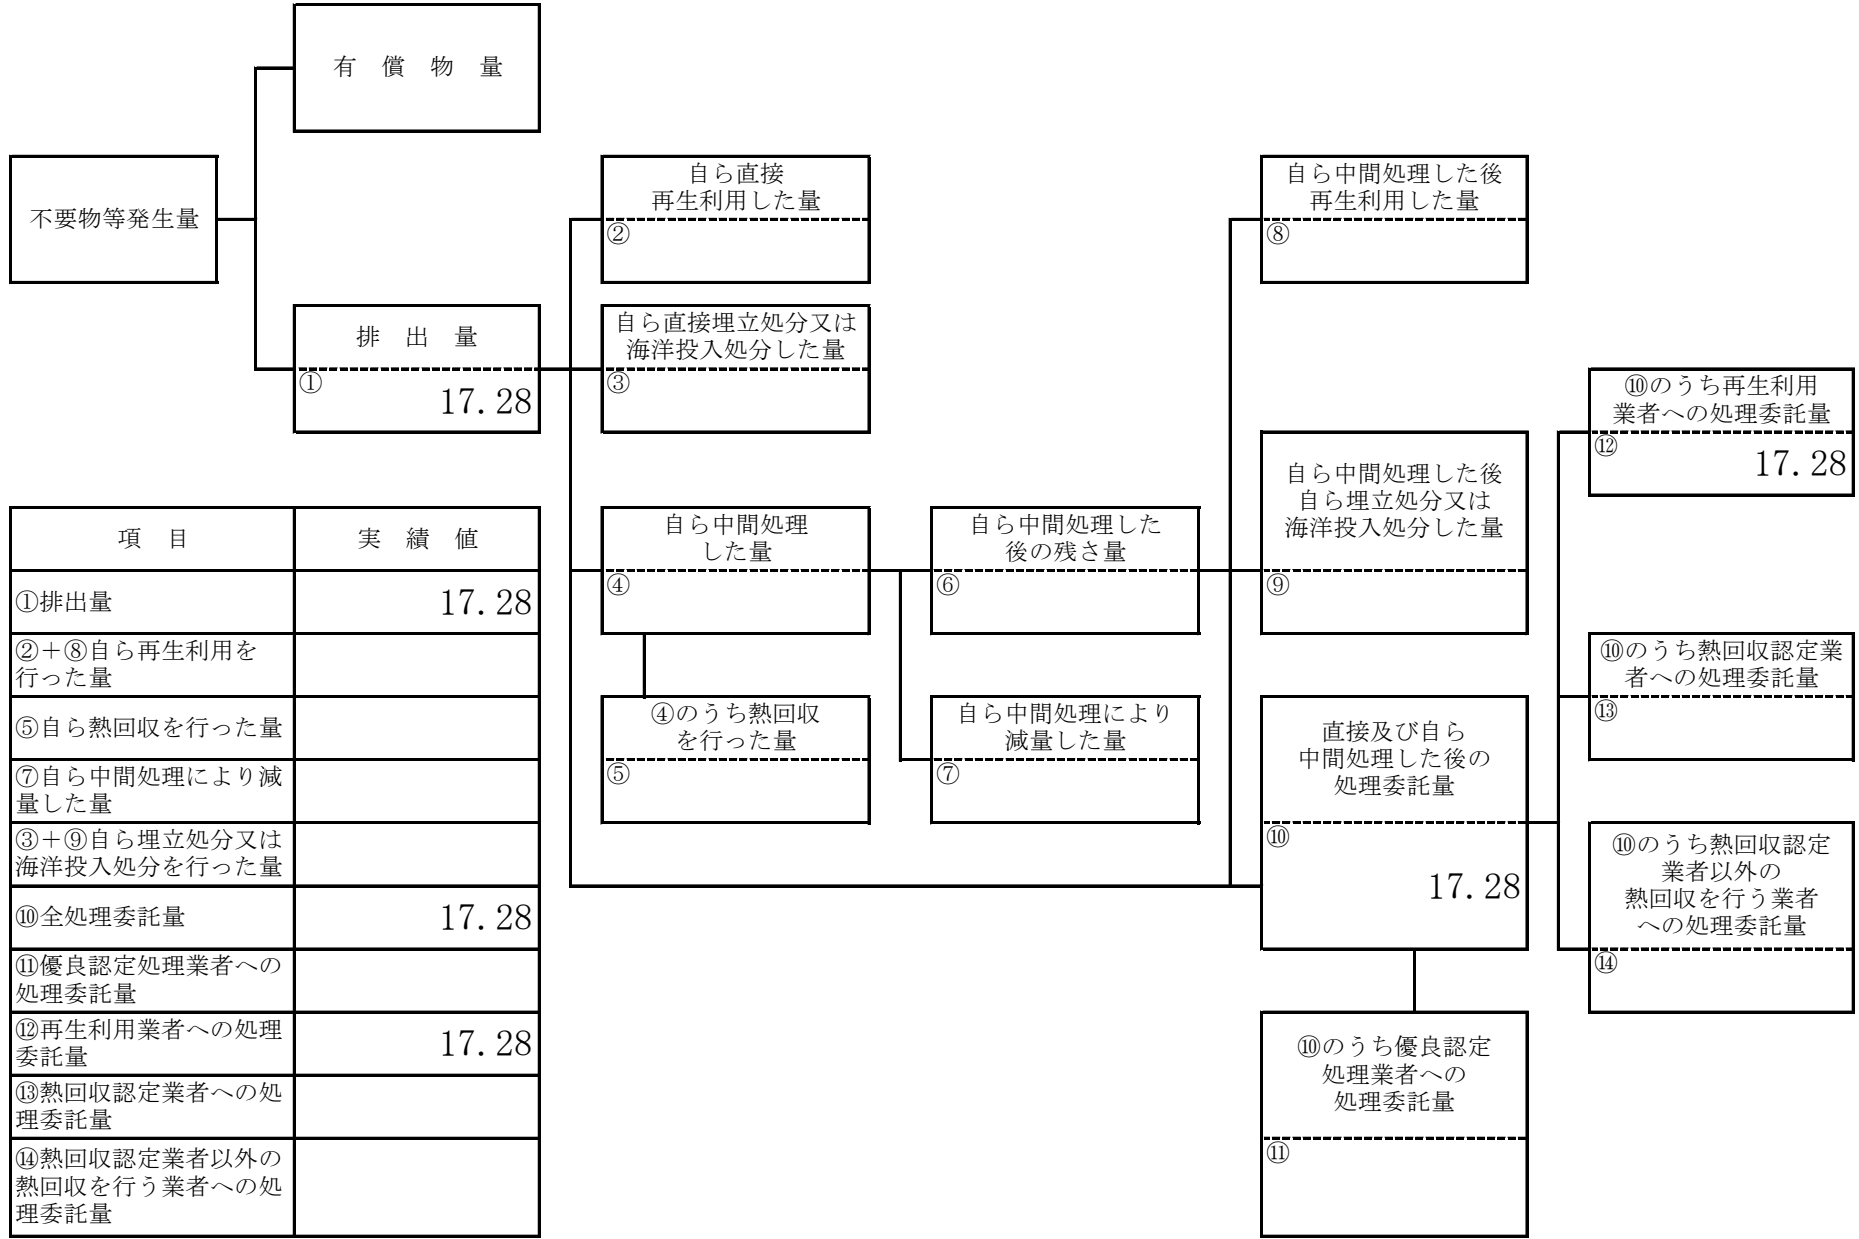 有 償 物 量
不要物等発生量
排 出 量
①
17.28
自ら直接
再生利用した量
②
自ら直接埋立処分又は
海洋投入処分した量
③
自ら中間処理
した量
④
④のうち熱回収
を行った量
⑤
自ら中間処理した
後の残さ量
⑥
自ら中間処理により
減量した量
⑦
自ら中間処理した後
再生利用した量
⑧
自ら中間処理した後
自ら埋立処分又は
海洋投入処分した量
⑨
直接及び自ら
中間処理した後の
処理委託量
⑩
17.28
⑩のうち優良認定
処理業者への
処理委託量
⑪
⑩のうち再生利用
業者への処理委託量
⑫
17.28
⑩のうち熱回収認定業
者への処理委託量
⑬
⑩のうち熱回収認定
業者以外の
熱回収を行う業者
への処理委託量
⑭
項 目 実 績 値
①排出量 17.28
②＋⑧自ら再生利用を
行った量
⑤自ら熱回収を行った量
⑦自ら中間処理により減
量した量
③＋⑨自ら埋立処分又は
海洋投入処分を行った量
⑩全処理委託量 17.28
⑪優良認定処理業者への
処理委託量
⑫再生利用業者への処理
委託量 17.28
⑬熱回収認定業者への処
理委託量
⑭熱回収認定業者以外の
熱回収を行う業者への処
理委託量